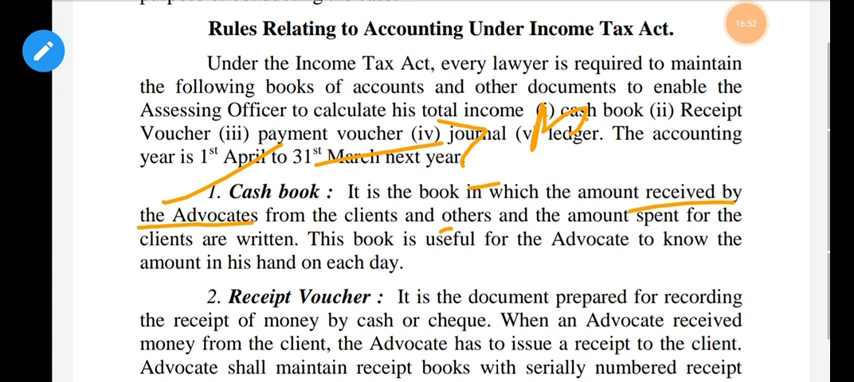 16:52
Rules Relating to Accounting Under Income Tax Act.
Under the Income Tax Act, every lawyer is required to maintain
the following books of accounts and other documents to enable the
Assessing Officer to calculate his total income (i) cash book (ii) Receipt
Voucher (iii) payment voucher (iv) journal (v) ledger. The accounting
year is 1st April to 31st March next year.
1. Cash book : It is the book in which the amount received by
the Advocates from the clients and others and the amount spent for the
clients are written. This book is useful for the Advocate to know the
amount in his hand on each day.
2. Receipt Voucher : It is the document prepared for recording
the receipt of money by cash or cheque. When an Advocate received
money from the client, the Advocate has to issue a receipt to the client.
Advocate shall maintain receipt books with serially numbered receipt